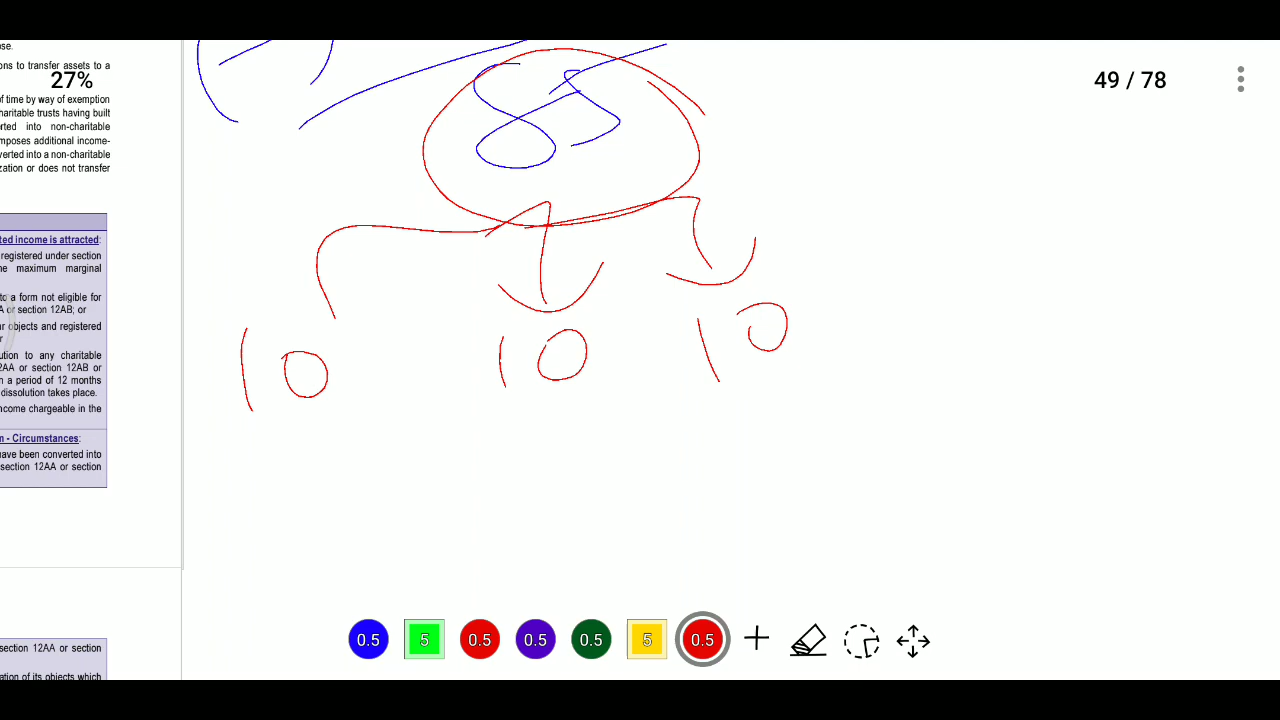 ose.
ons to transfer assets to a
27%
49 / 78
of time by way of exemption
haritable trusts having built
erted into non-charitable
mposes additional income-
verted into a non-charitable
ization or does not transfer
85
ted income is attracted:
registered under section
he maximum marginal
to a form not eligible for
A or section 12AB; or
ar objects and registered
r
ution to any charitable
2AA or section 12AB or
n a period of 12 months
dissolution takes place.
ncome chargeable in the
10 10 10
m - Circumstances:
have been converted into
section 12AA or section
0.5 5 0.5 0.5 0.5 5 0.5
section 12AA or section
ation of its objects which